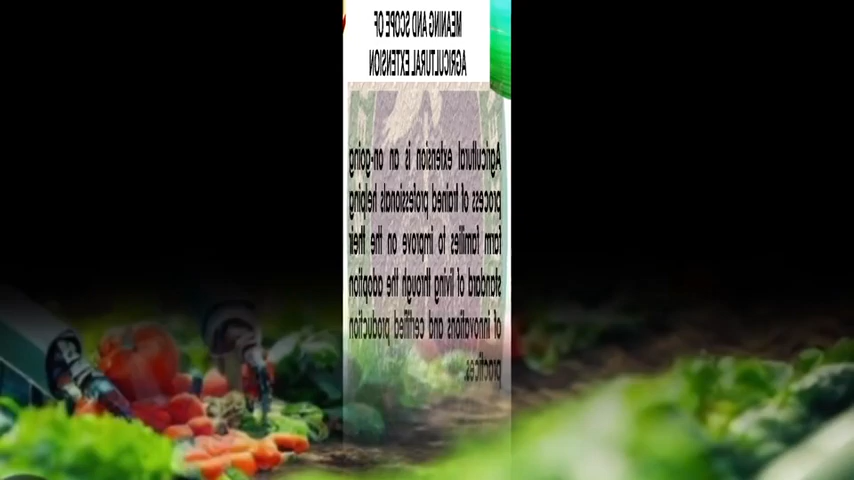 MEANING AND SCOPE OF
AGRICULTURAL EXTENSION
Agricultural extension is an on-going
process of trained professionals helping
farm families to improve on the their
standard of living through the adoption
of innovations and certified production
practices.